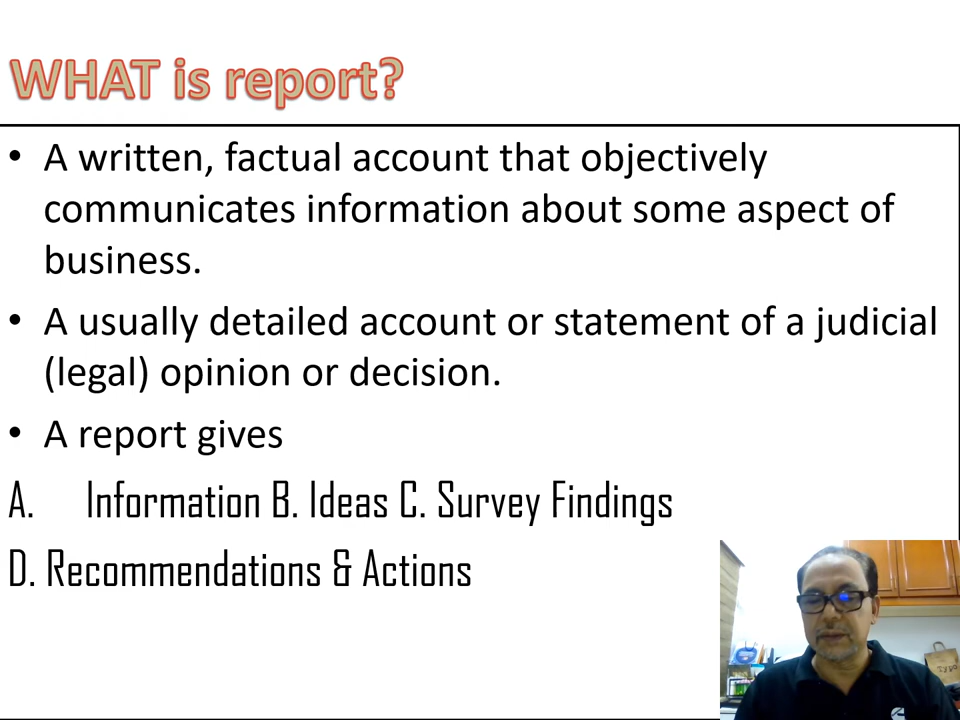 WHAT is report?
• A written, factual account that objectively
communicates information about some aspect of
business.
• A usually detailed account or statement of a judicial
(legal) opinion or decision.
• A report gives
A. Information B. Ideas C. Survey Findings
D. Recommendations & Actions